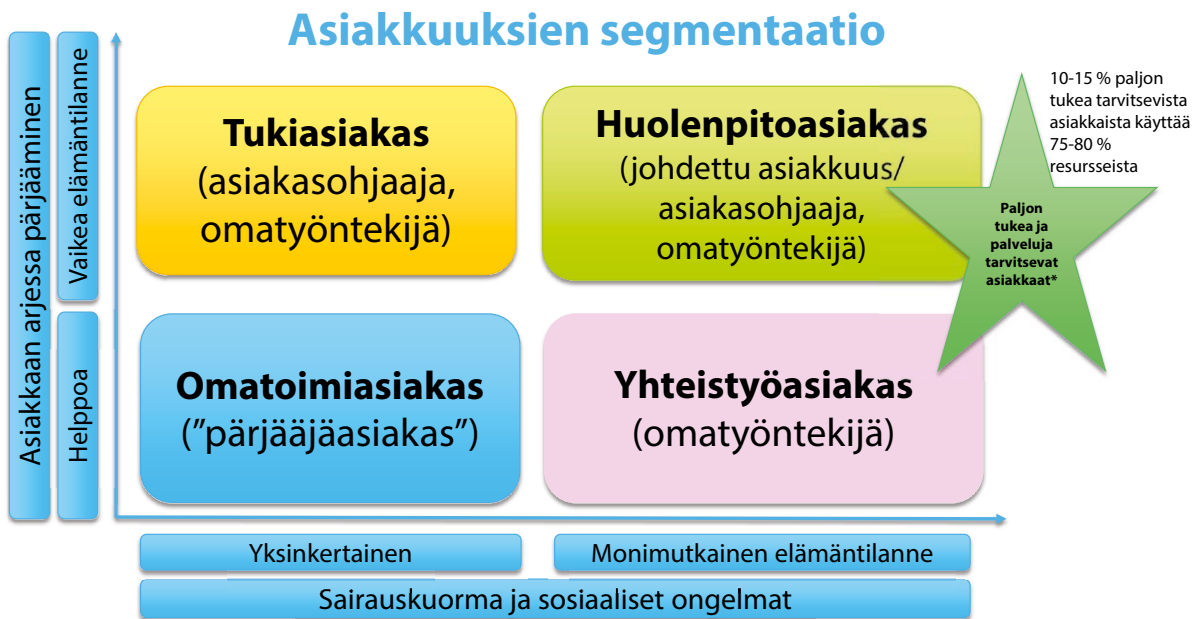 Asiakkuuksien segmentaatio
Asiakkaan arjessa pärjääminen
Vaikea elämäntilanne
Helppoa
Tukiasiakas
(asiakasohjaaja,
omatyöntekijä)
Huolenpitoasiakas
(johdettu asiakkuus/
asiakasohjaaja,
omatyöntekijä)
10-15 % paljon
tukea tarvitsevista
asiakkaista käyttää
75-80 %
resursseista
Paljon
tukea ja
palveluja
tarvitsevat
asiakkaat*
Omatoimiasiakas
("pärjääjäasiakas")
Yhteistyöasiakas
(omatyöntekijä)
Yksinkertainen
Monimutkainen elämäntilanne
Sairauskuorma ja sosiaaliset ongelmat